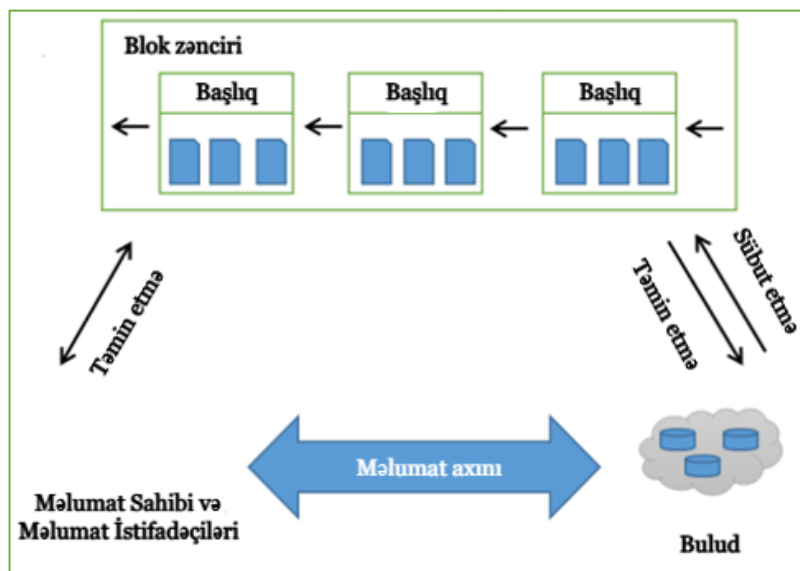 Blok zənciri
Başlıq
Başlıq
Başlıq
Təmin etmə
Təmin etmə
Sübut etmə
Məlumat axını
Məlumat Sahibi və
Məlumat İstifadəçiləri
Bulud